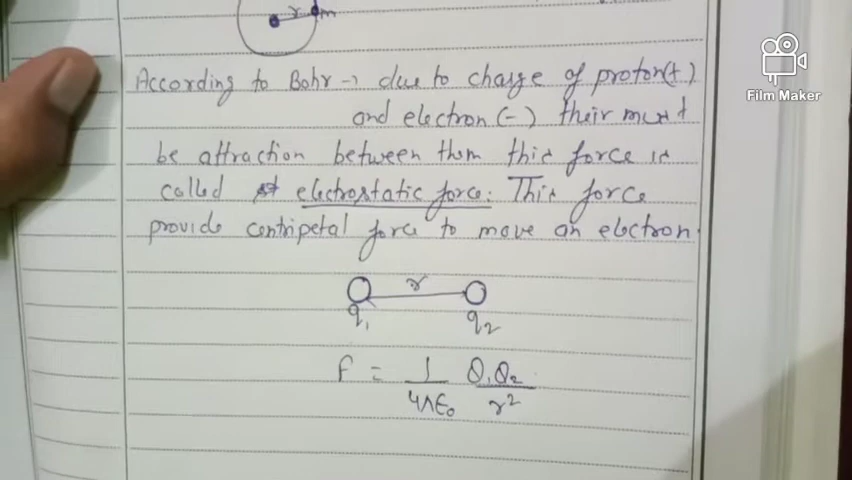 r m
According to Bohr → due to charge of proton(+)
and electron (-) their must
be attraction between them this force is
called electrostatic force. This force
provide centripetal force to move an electron.
r
q1 q2
F = 1/4πε0 Q1Q2/r²
Film Maker